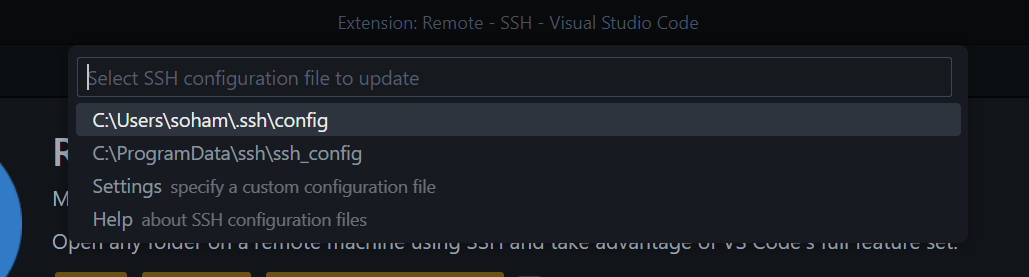 Extension: Remote - SSH - Visual Studio Code
Select SSH configuration file to update
C:\Users\soham\.ssh\config
R
C:\ProgramData\ssh\ssh_config
M
Settings specify a custom configuration file
Help about SSH configuration files
Open any folder on a remote machine using SSH and take advantage of VS Code's full feature set.